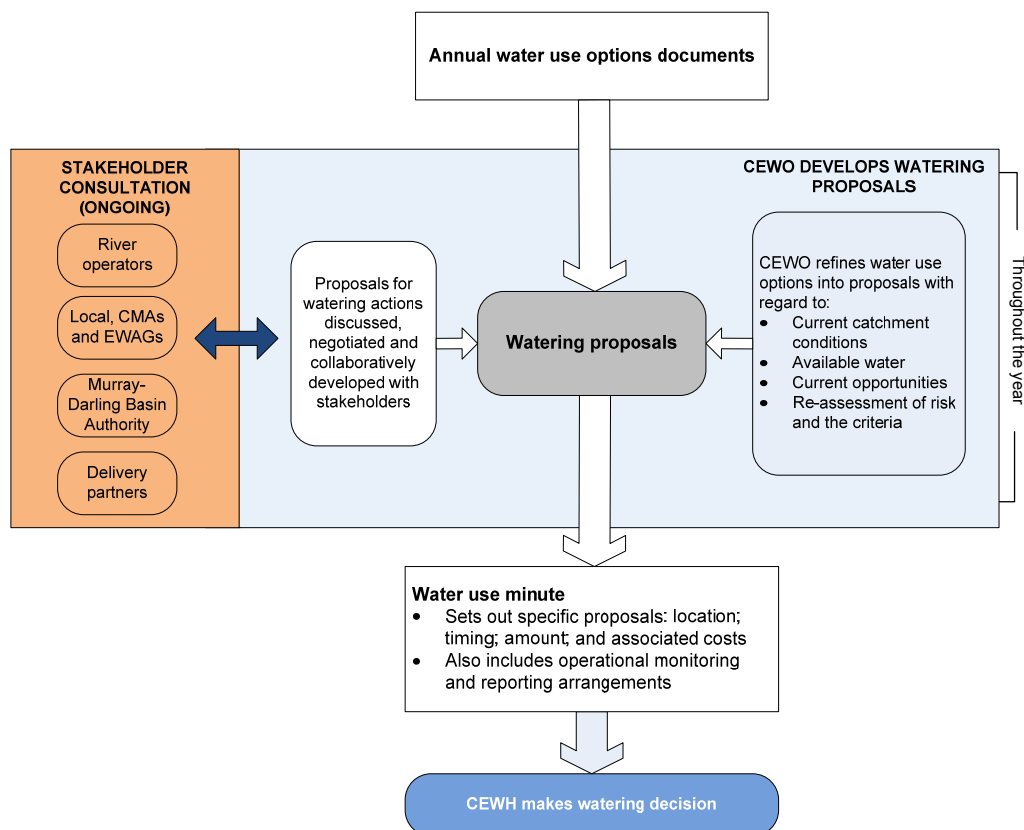 Annual water use options documents
STAKEHOLDER
CONSULTATION
(ONGOING)
River
operators
Local, CMAs
and EWAGs
Murray-
Darling Basin
Authority
Delivery
partners
Proposals for
watering actions
discussed,
negotiated and
collaboratively
developed with
stakeholders
Watering proposals
CEWO DEVELOPS WATERING
PROPOSALS
CEWO refines water use
options into proposals with
regard to:
• Current catchment
conditions
• Available water
• Current opportunities
• Re-assessment of risk
and the criteria
Throughout the year
Water use minute
• Sets out specific proposals: location;
timing; amount; and associated costs
• Also includes operational monitoring
and reporting arrangements
CEWH makes watering decision